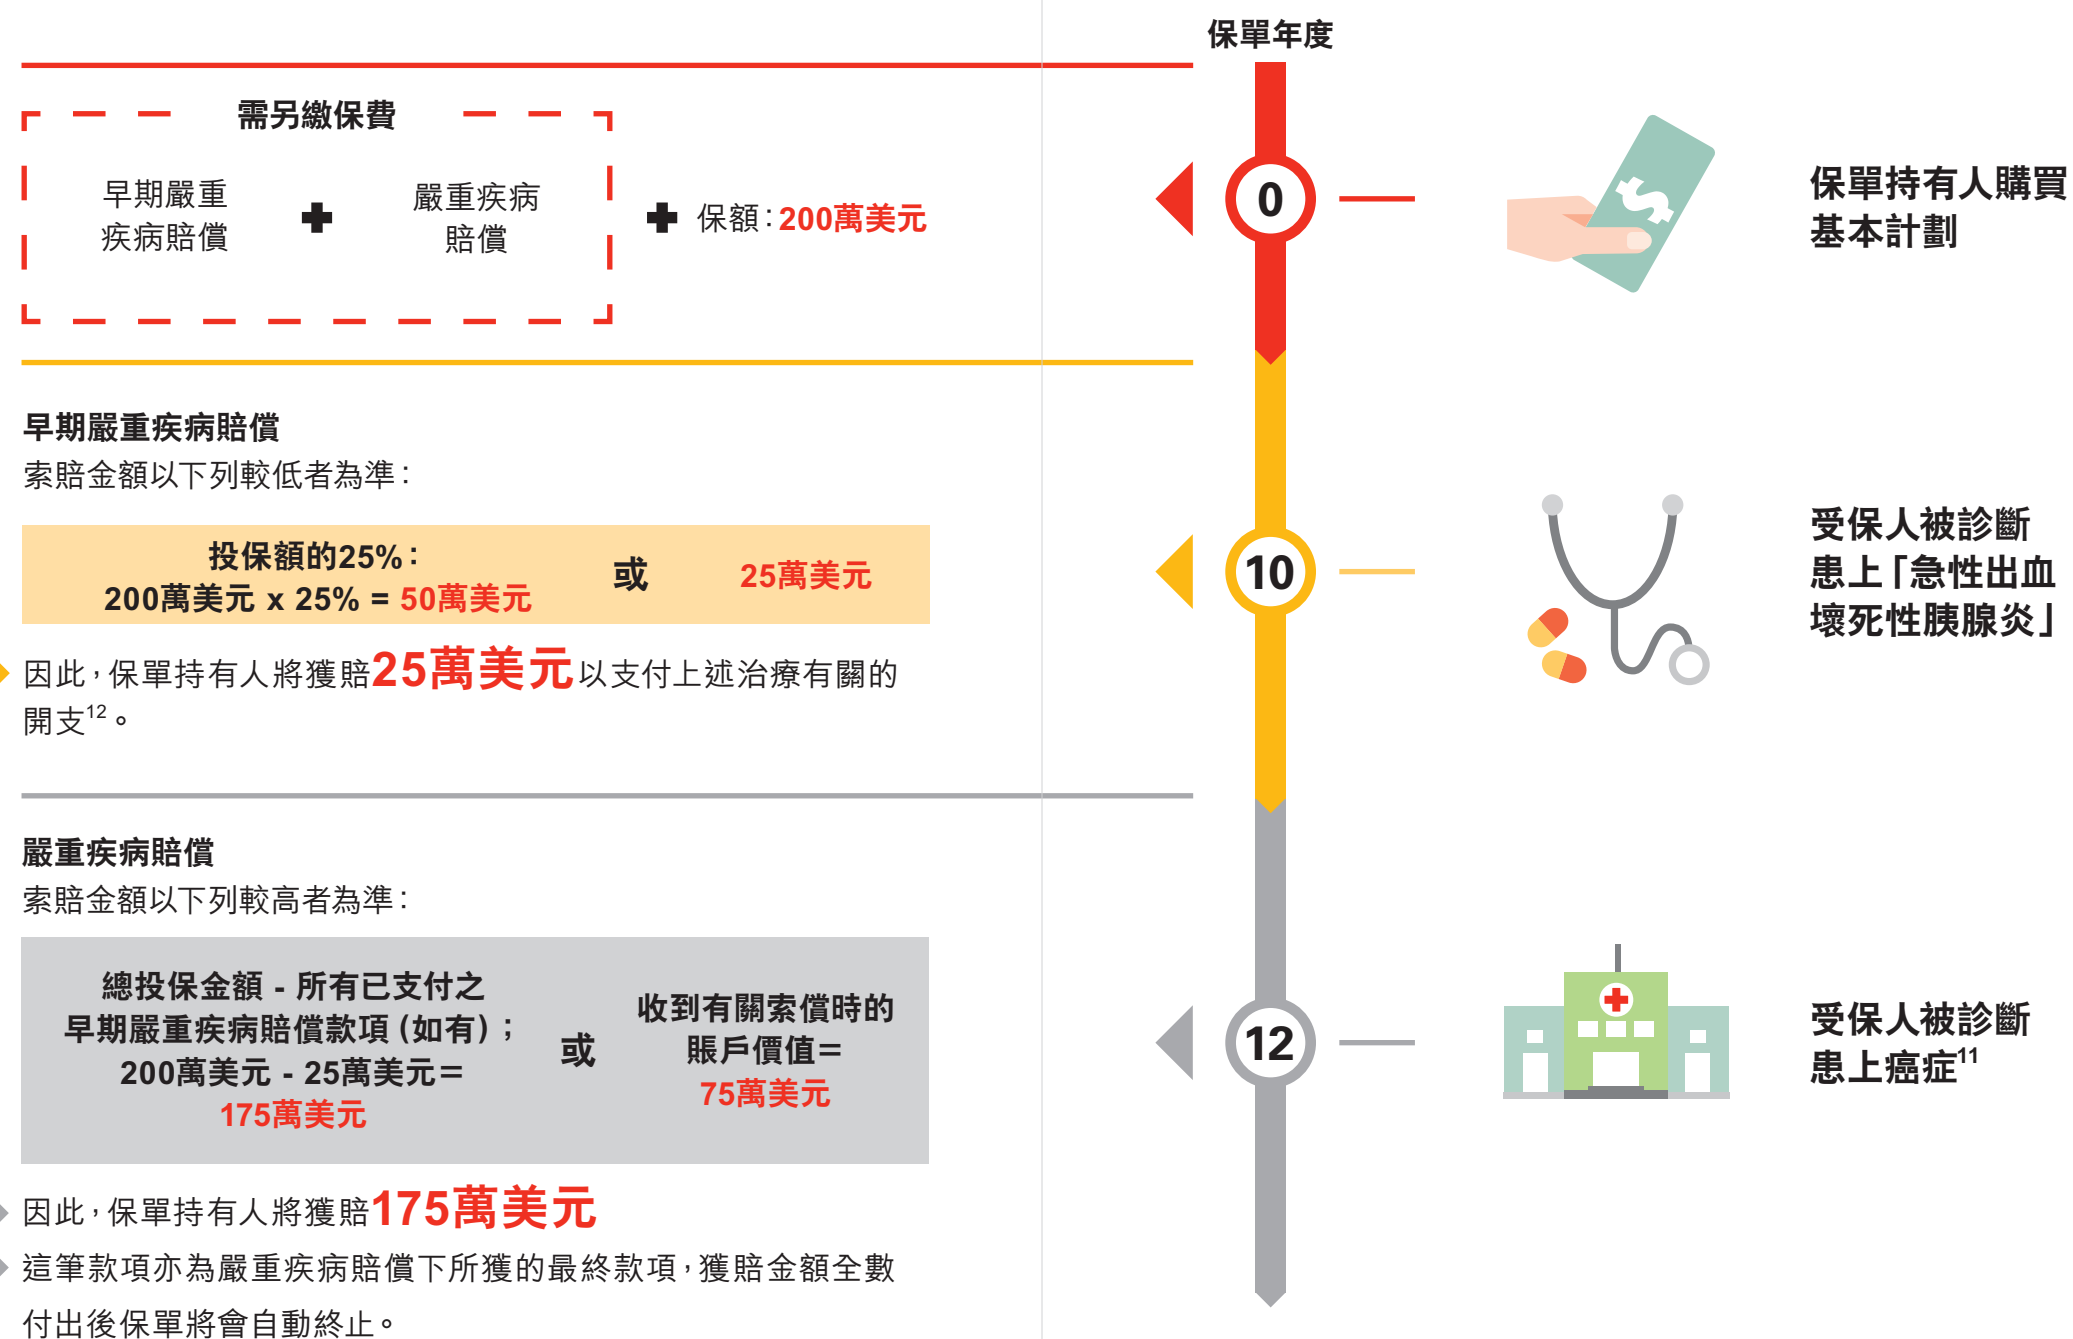 保單年度
需另繳保費
早期嚴重
疾病賠償
嚴重疾病
賠償
保額：200萬美元
0
保單持有人購買
基本計劃
$
早期嚴重疾病賠償
索賠金額以下列較低者為準：
投保額的25%：
200萬美元 x 25% = 50萬美元
或
25萬美元
因此，保單持有人將獲賠25萬美元以支付上述治療有關的
開支12。
10
受保人被診斷
患上「急性出血
壞死性胰腺炎」
嚴重疾病賠償
索賠金額以下列較高者為準：
總投保金額 - 所有已支付之
早期嚴重疾病賠償款項 (如有)；
200萬美元 - 25萬美元＝
175萬美元
或
收到有關索償時的
賬戶價值＝
75萬美元
因此，保單持有人將獲賠175萬美元
這筆款項亦為嚴重疾病賠償下所獲的最終款項，獲賠金額全數
付出後保單將會自動終止。
12
受保人被診斷
患上癌症11